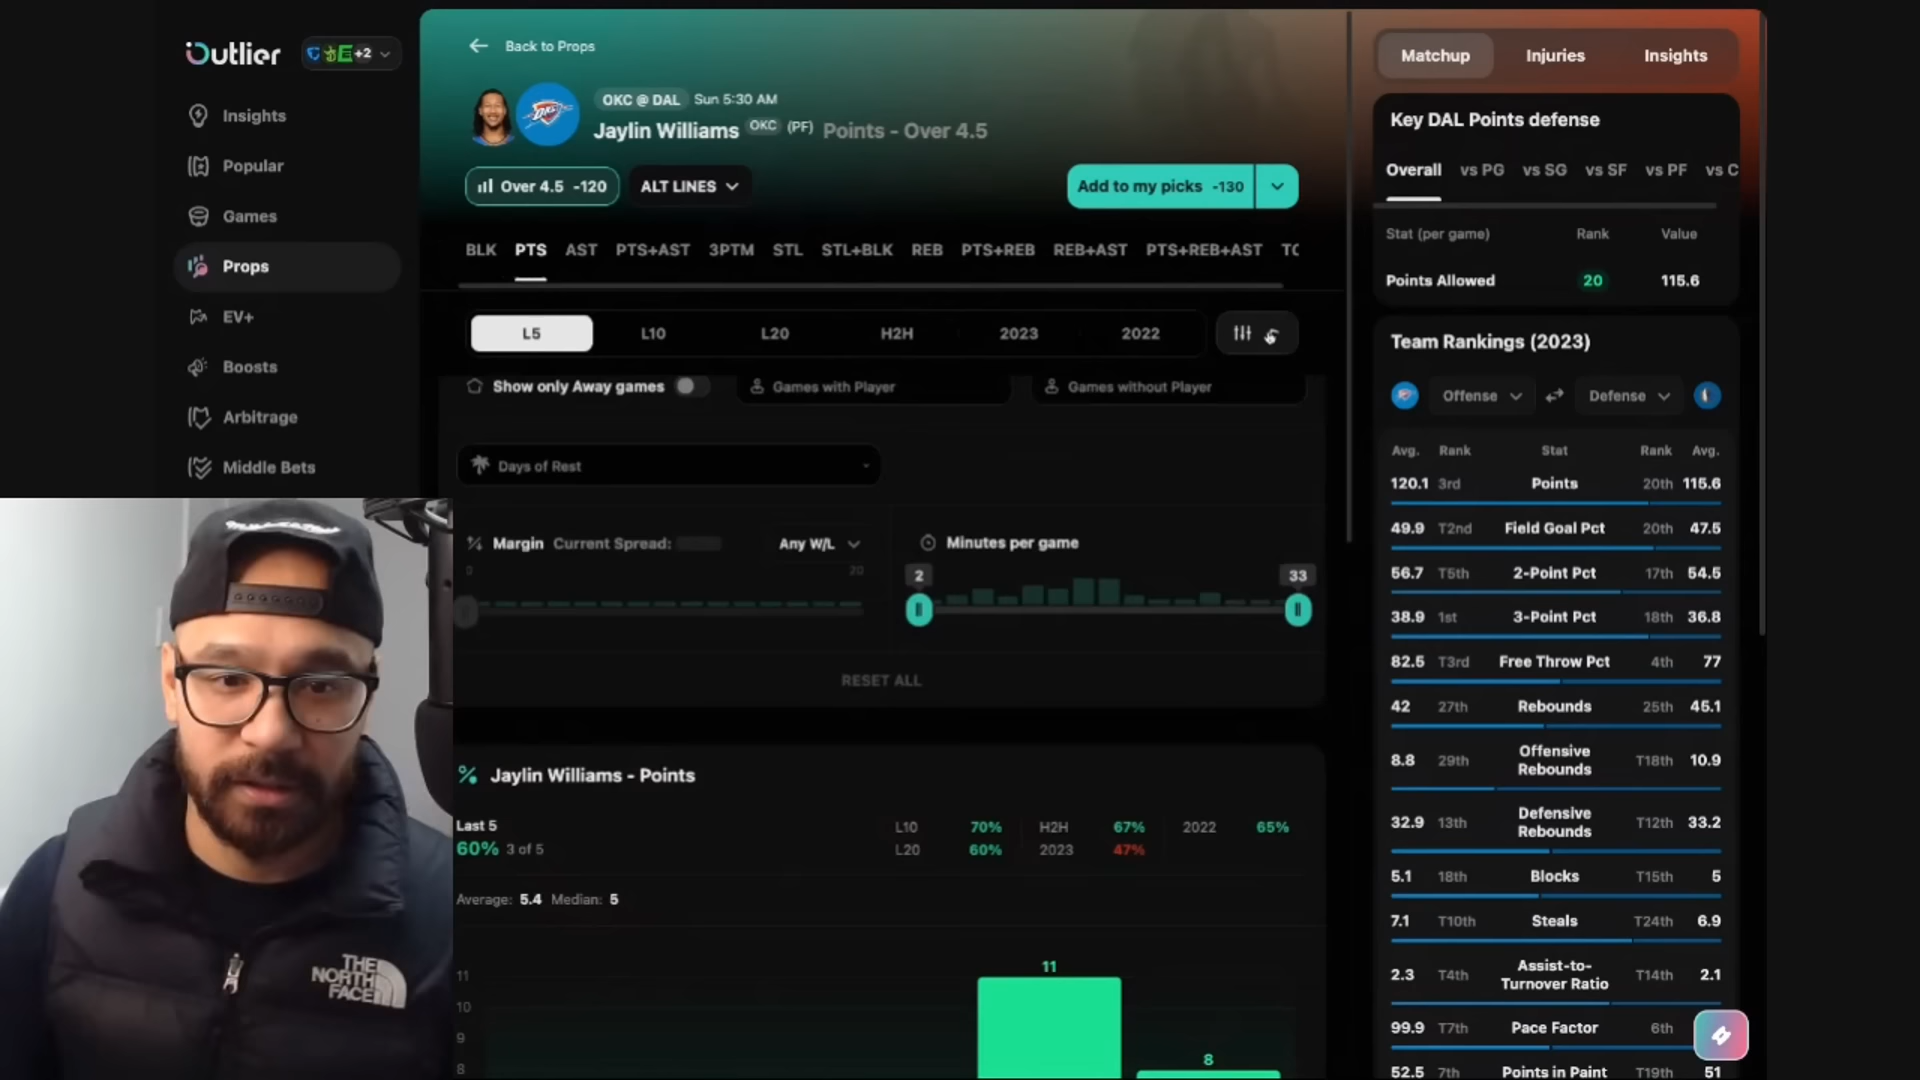 Outlier
+2
Insights
Popular
Games
Props
EV+
Boosts
Arbitrage
Middle Bets
Back to Props
OKC @ DAL Sun 5:30 AM
Jaylin Williams OKC (PF) Points - Over 4.5
Over 4.5 -120 ALT LINES
Add to my picks -130
BLK PTS AST PTS+AST 3PTM STL STL+BLK REB PTS+REB REB+AST PTS+REB+AST TO
L5 L10 L20 H2H 2023 2022
Show only Away games Games with Player Games without Player
Days of Rest
Margin Current Spread: Any W/L
0 20
Minutes per game
2 33
RESET ALL
Jaylin Williams - Points
Last 5
60% 3 of 5
L10 70% H2H 67% 2022 65%
L20 60% 2023 47%
Average: 5.4 Median: 5
11
11
10
9
8
8
Matchup Injuries Insights
Key DAL Points defense
Overall vs PG vs SG vs SF vs PF vs C
Stat (per game) Rank Value
Points Allowed 20 115.6
Team Rankings (2023)
Offense Defense
Avg. Rank Stat Rank Avg.
120.1 3rd Points 20th 115.6
49.9 T2nd Field Goal Pct 20th 47.5
56.7 T5th 2-Point Pct 17th 54.5
38.9 1st 3-Point Pct 18th 36.8
82.5 T3rd Free Throw Pct 4th 77
42 27th Rebounds 25th 45.1
8.8 29th Offensive Rebounds T18th 10.9
32.9 13th Defensive Rebounds T12th 33.2
5.1 18th Blocks T15th 5
7.1 T10th Steals T24th 6.9
2.3 T4th Assist-to-Turnover Ratio T14th 2.1
99.9 T7th Pace Factor 6th
52.5 7th Points in Paint T19th 51
THE
NORTH
FACE